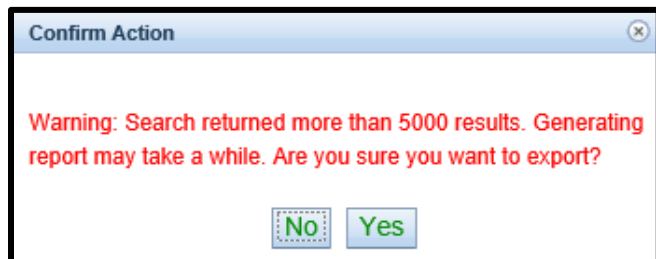 Confirm Action
Warning: Search returned more than 5000 results. Generating
report may take a while. Are you sure you want to export?
No Yes